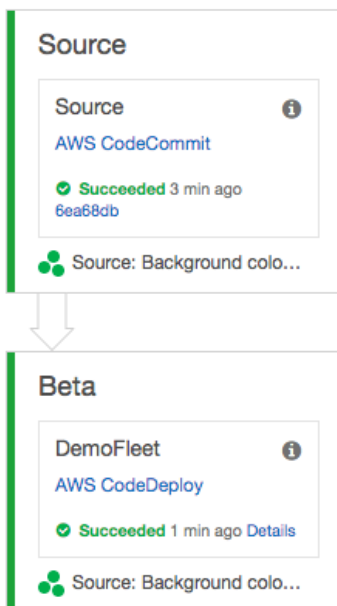 Source
Source
AWS CodeCommit
Succeeded 3 min ago
6ea68db
Source: Background colo...
Beta
DemoFleet
AWS CodeDeploy
Succeeded 1 min ago Details
Source: Background colo...